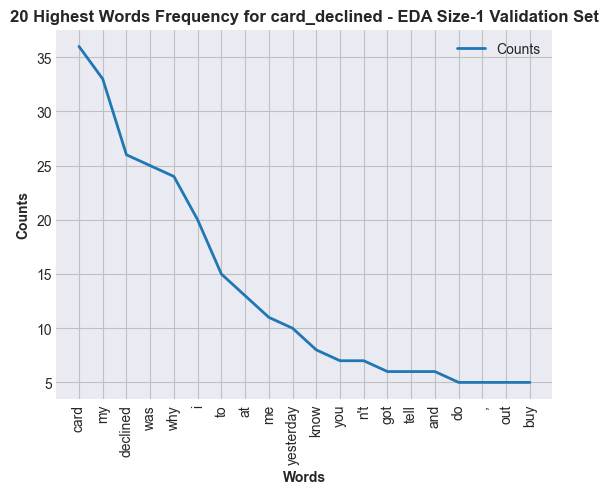 20 Highest Words Frequency for card_declined - EDA Size-1 Validation Set
Counts
35
30
25
20
15
10
5
Counts
card
my
declined
was
why
i
to
at
me
yesterday
know
you
n't
got
tell
and
do
,
out
buy
Words